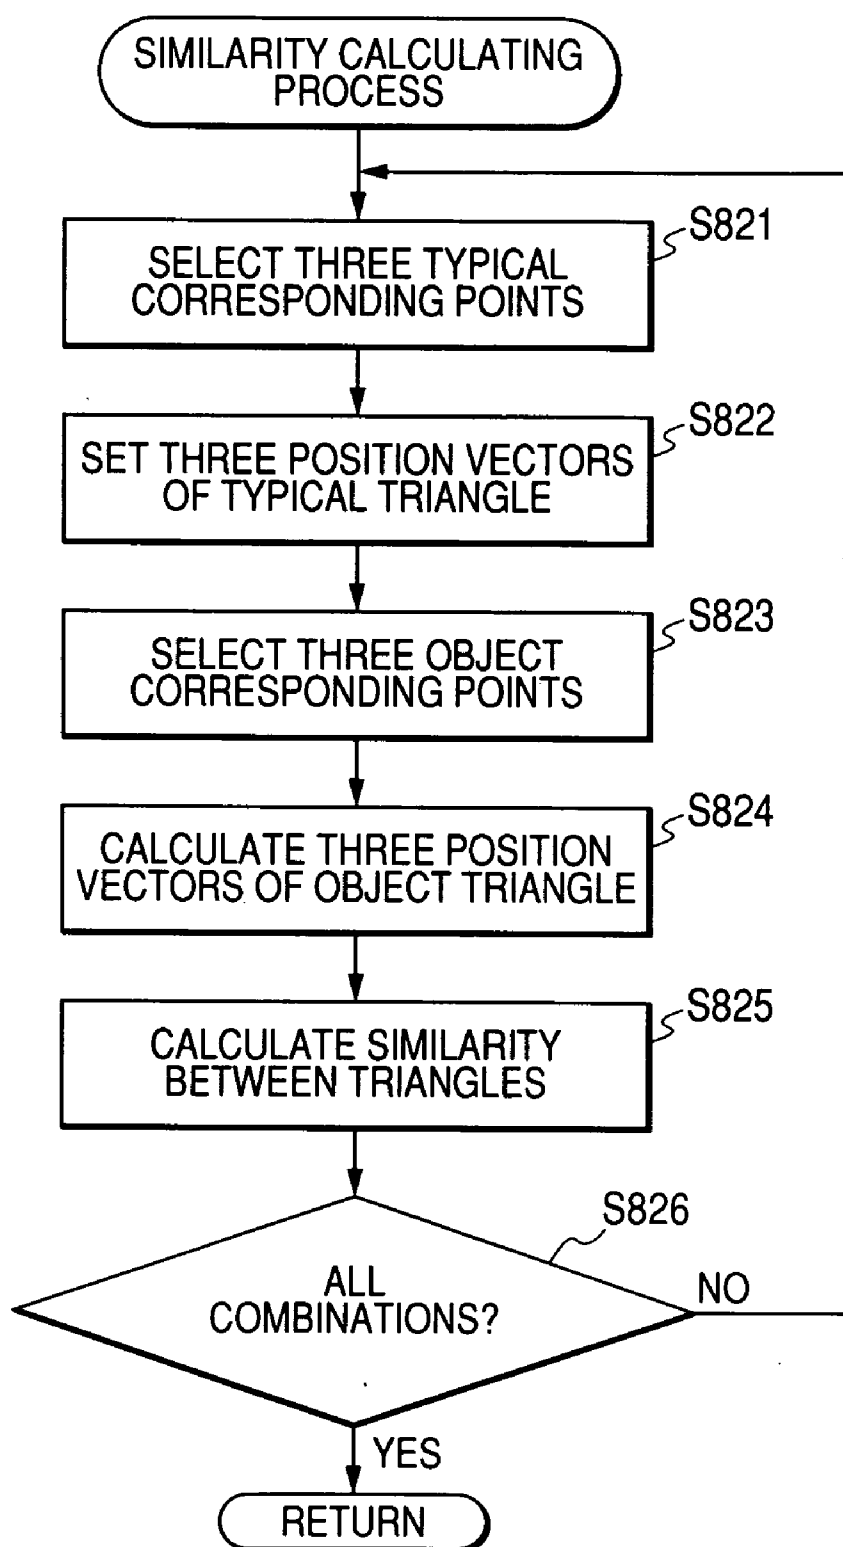 SIMILARITY CALCULATING
PROCESS
S821
SELECT THREE TYPICAL
CORRESPONDING POINTS
S822
SET THREE POSITION VECTORS
OF TYPICAL TRIANGLE
S823
SELECT THREE OBJECT
CORRESPONDING POINTS
S824
CALCULATE THREE POSITION
VECTORS OF OBJECT TRIANGLE
S825
CALCULATE SIMILARITY
BETWEEN TRIANGLES
S826
ALL
COMBINATIONS?
NO
YES
RETURN